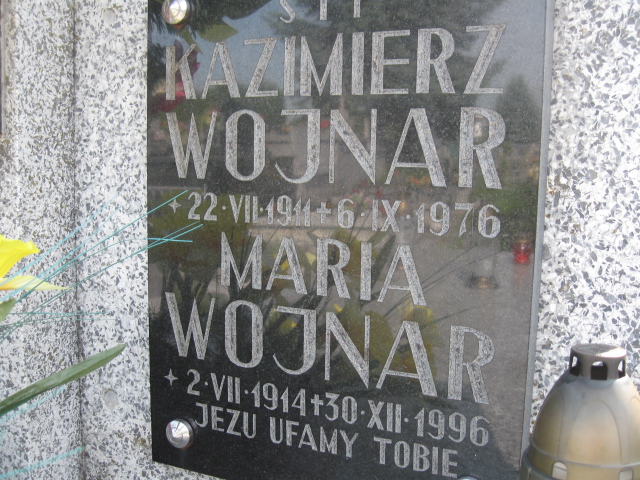 KAZIMIERZ
WOJNAR
✦ 22·VII·1911 + 6·IX·1976
MARIA
WOJNAR
✦ 2·VII·1914 + 30·XII·1996
JEZU UFAMY TOBIE